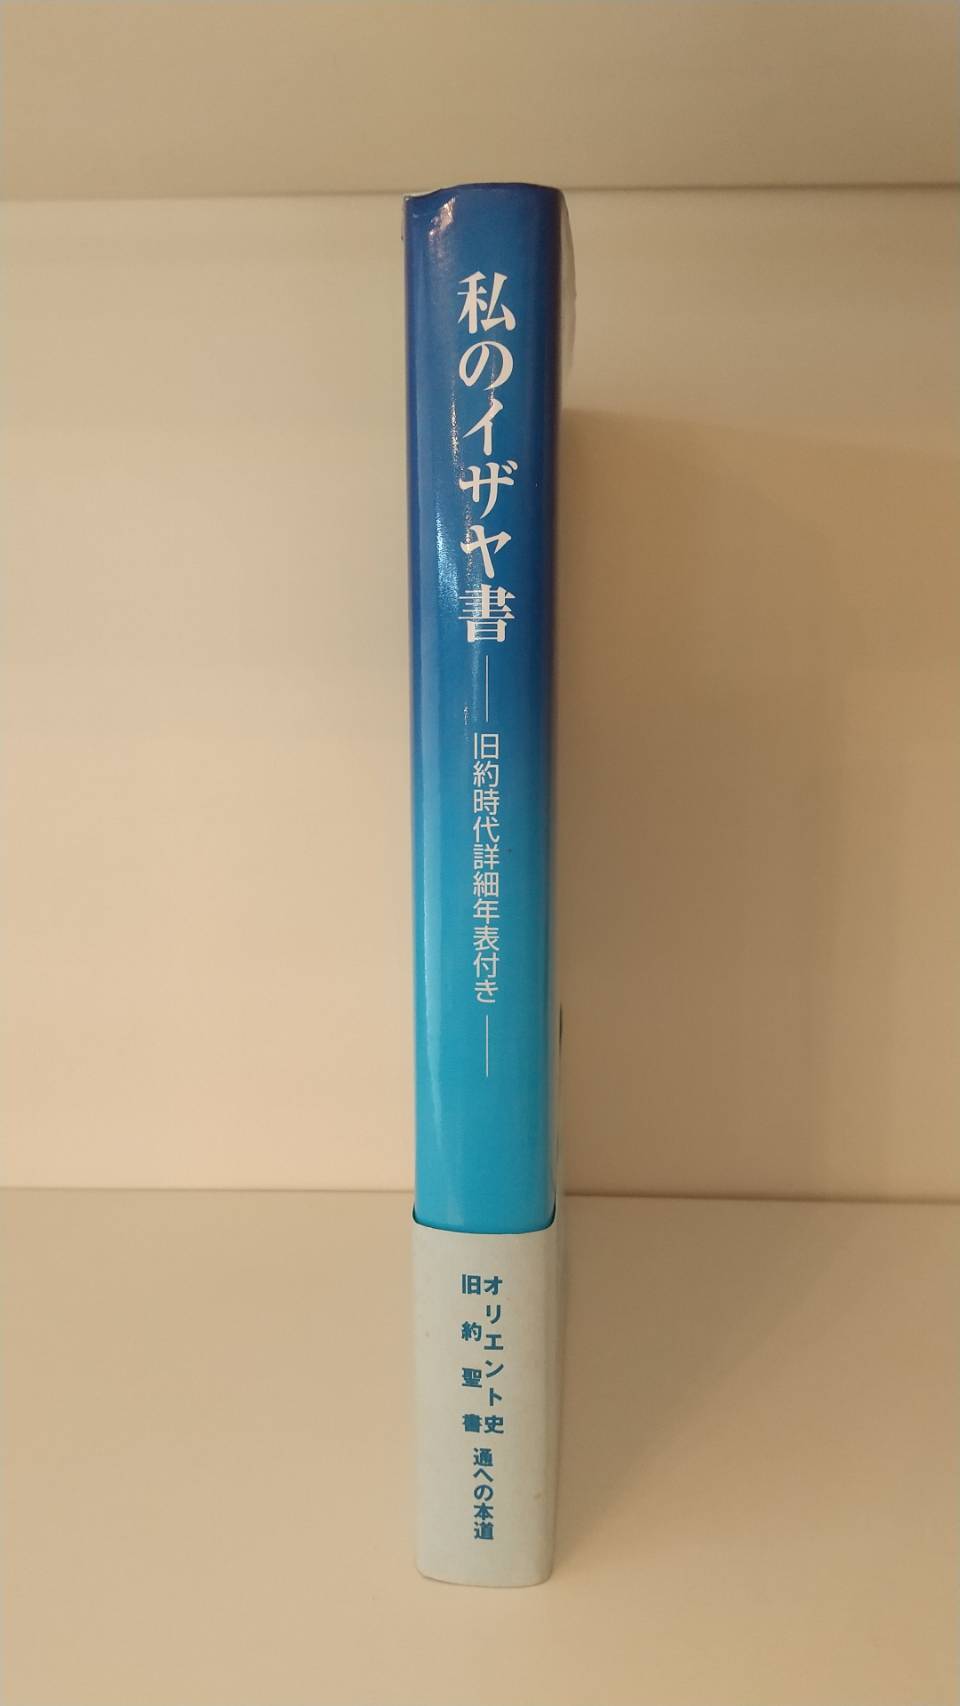 私のイザヤ書
旧約時代詳細年表付き
オリエント史
旧約聖書
通への本道